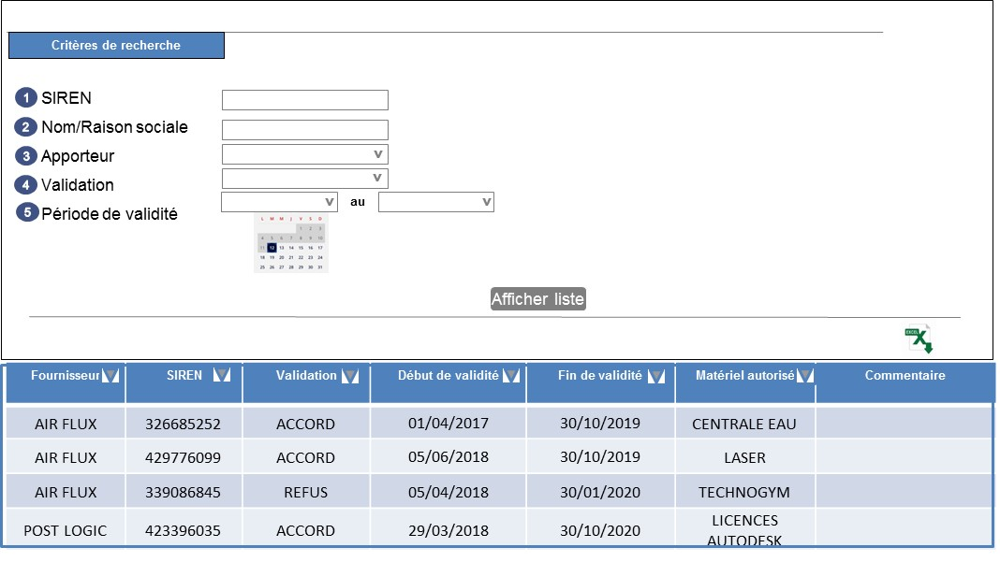 Critères de recherche
1 SIREN
2 Nom/Raison sociale
3 Apporteur v
4 Validation v
5 Période de validité v au v
L M M J V S D
1 2 3
4 5 6 7 8 9 10
11 12 13 14 15 16 17
18 19 20 21 22 23 24
25 26 27 28 29 30 31
Afficher liste
EXCEL X
Fournisseur SIREN Validation Début de validité Fin de validité Matériel autorisé Commentaire
AIR FLUX 326685252 ACCORD 01/04/2017 30/10/2019 CENTRALE EAU
AIR FLUX 429776099 ACCORD 05/06/2018 30/10/2019 LASER
AIR FLUX 339086845 REFUS 05/04/2018 30/01/2020 TECHNOGYM
POST LOGIC 423396035 ACCORD 29/03/2018 30/10/2020 LICENCES
AUTODESK